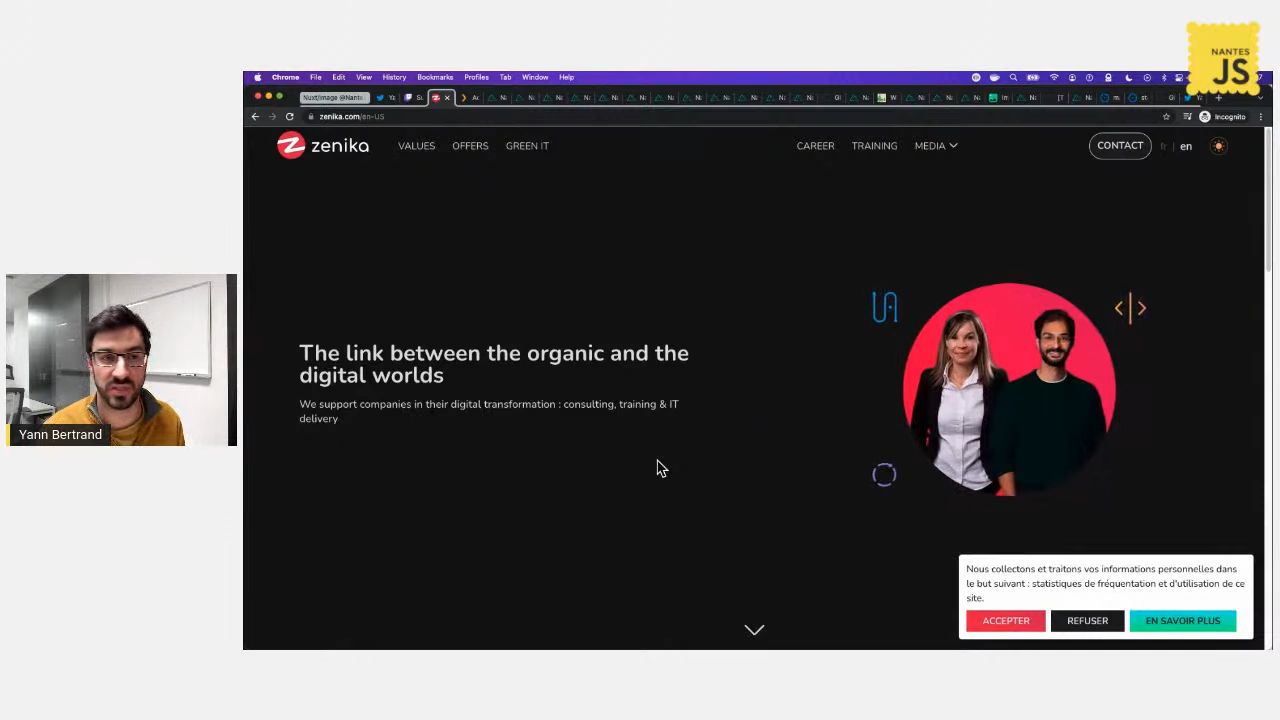 NANTES
JS
Chrome File Edit View History Bookmarks Profiles Tab Window Help
Nuxt/Image @Nante
zenika.com/en-US
Incognito
zenika
VALUES OFFERS GREEN IT CAREER TRAINING MEDIA CONTACT fr | en
The link between the organic and the
digital worlds
We support companies in their digital transformation : consulting, training & IT
delivery
Yann Bertrand
Nous collectons et traitons vos informations personnelles dans
le but suivant : statistiques de fréquentation et d'utilisation de ce
site.
ACCEPTER REFUSER EN SAVOIR PLUS